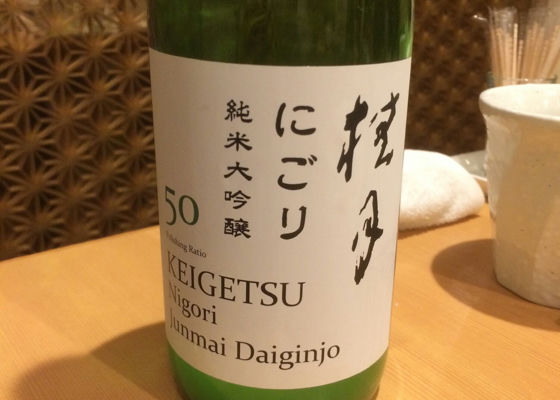 桂月
にごり
純米大吟醸
50
Polishing Ratio
KEIGETSU
Nigori
Junmai Daiginjo